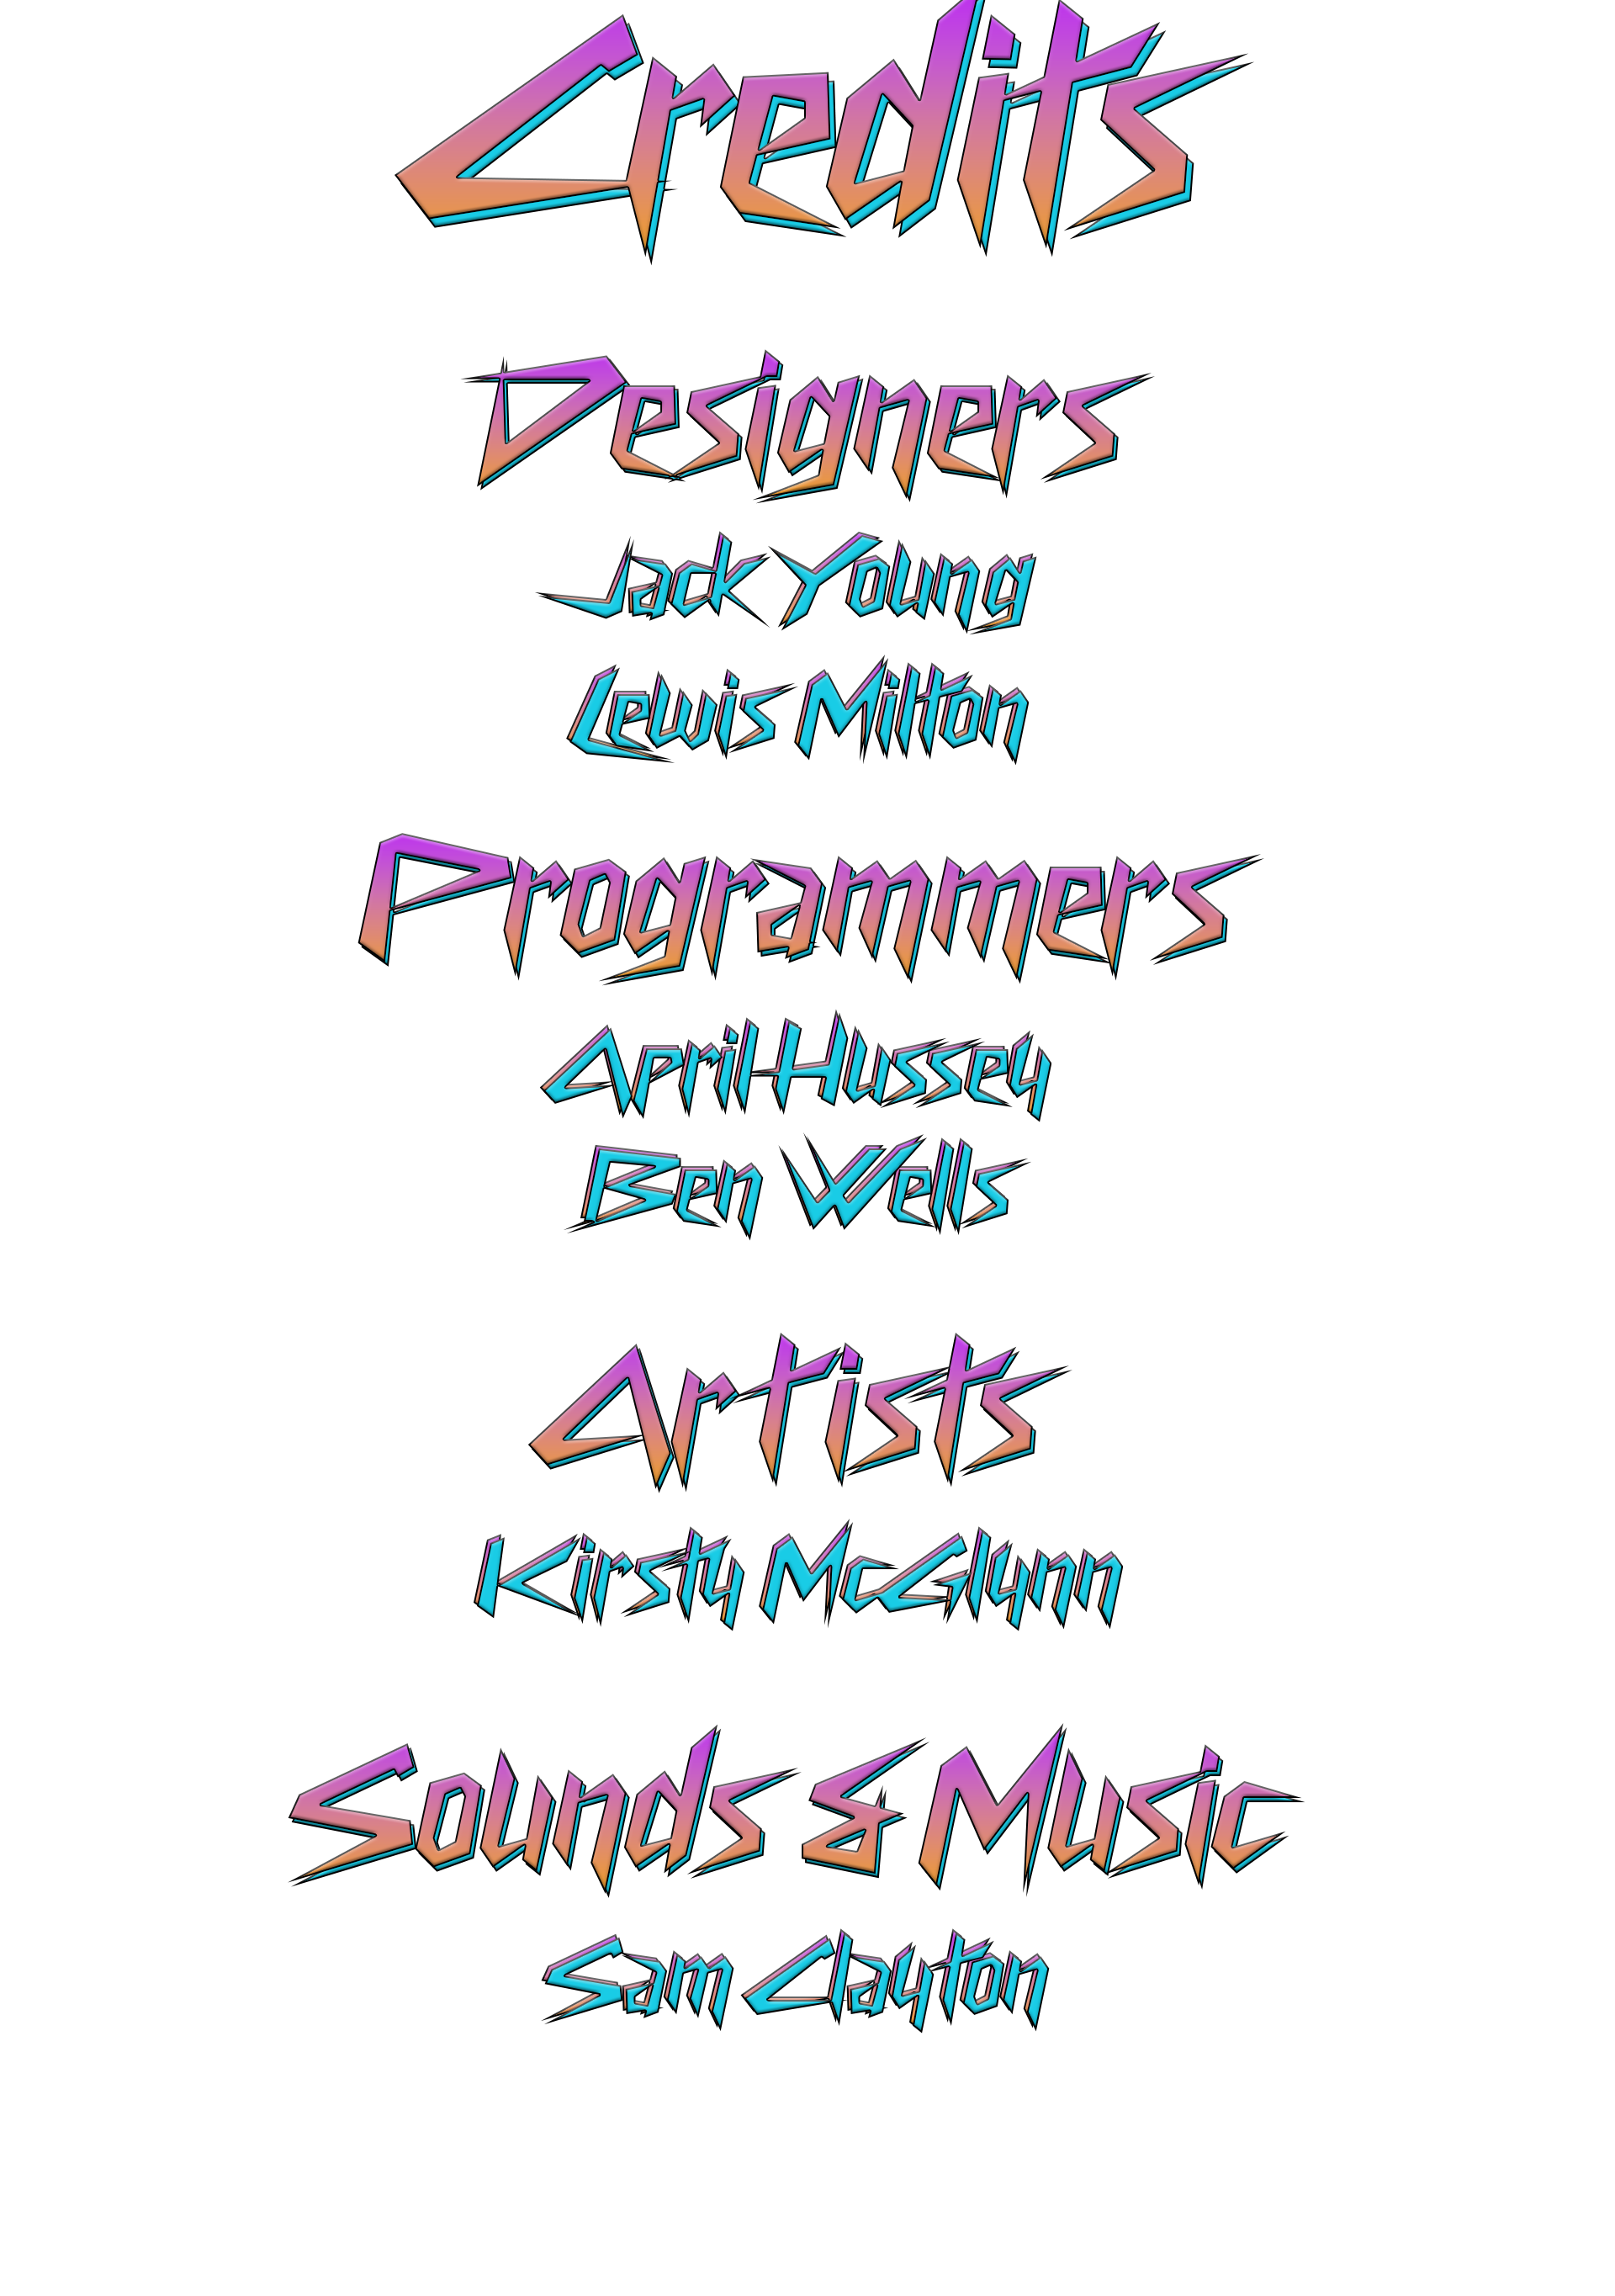 Credits
Designers
Jack Young
Lewis Milton
Programmers
April Hussey
Ben Wells
Artists
Kirsty McGlynn
Sounds & Music
Sam Clayton